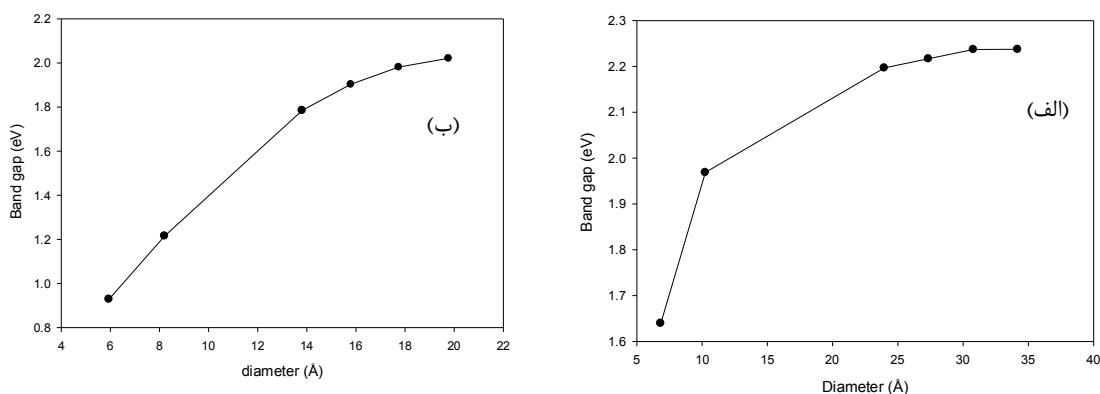 2.2
2.0
1.8
1.6
1.4
1.2
1.0
0.8
Band gap (eV)
4 6 8 10 12 14 16 18 20 22
diameter (Å)
(ب)
2.3
2.2
2.1
2.0
1.9
1.8
1.7
1.6
Band gap (eV)
5 10 15 20 25 30 35 40
Diameter (Å)
(الف)